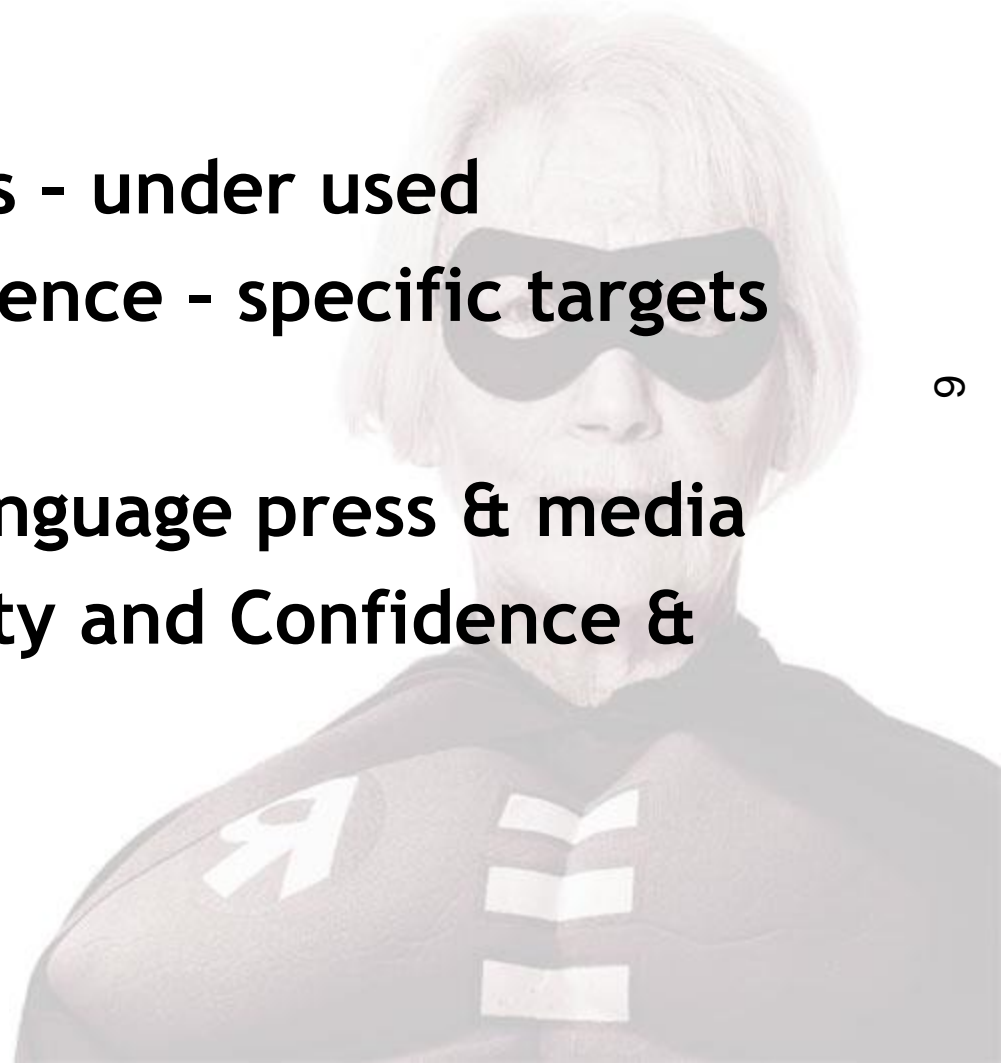 s - under used
ence - specific targets
9
nguage press & media
ty and Confidence &
R